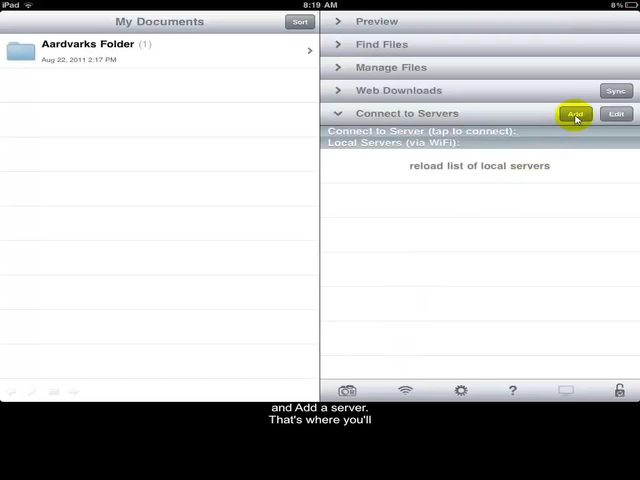 iPad
8:19 AM
8%
My Documents
Sort
Aardvarks Folder (1)
Aug 22, 2011 2:17 PM
Preview
Find Files
Manage Files
Web Downloads
Sync
Connect to Servers
Add
Edit
Connect to Server (tap to connect):
Local Servers (via WiFi):
reload list of local servers
?
and Add a server.
That's where you'll